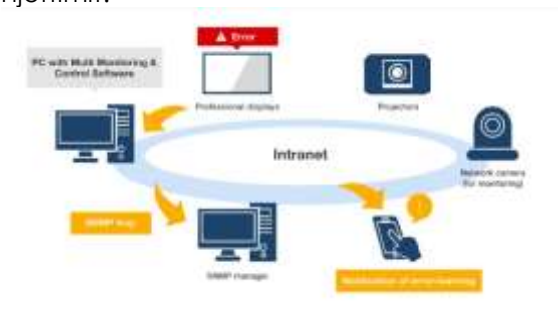 Error
PC with Multi Monitoring &
Control Software
Professional displays
Projectors
Intranet
Network camera
(for monitoring)
SNMP trap
SNMP manager
Notification of error/warning